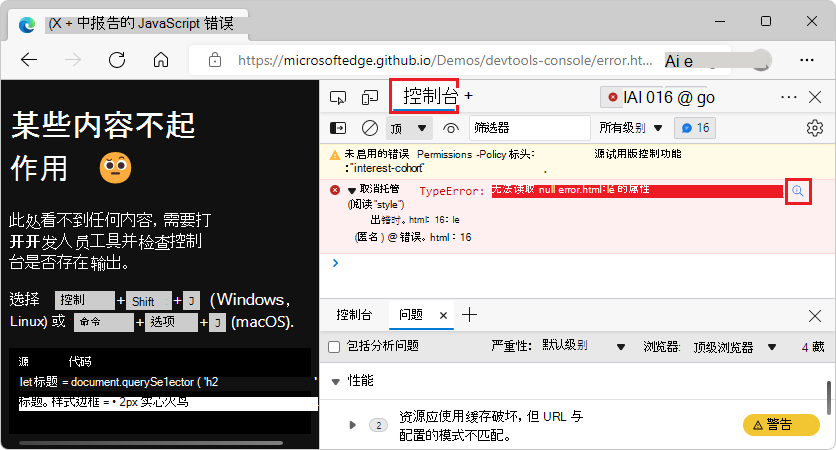 (X + 中报告的 JavaScript 错误
https://microsoftedge.github.io/Demos/devtools-console/error.ht...
Ai e
某些内容不起
作用
此处看不到任何内容，需要打
开开发人员工具并检查控制
台是否存在输出。
选择 控制 + Shift + J (Windows,
Linux) 或 命令 + 选项 + J (macOS).
源 代码
let标题 = document.querySe1ector ( 'h2 '
标题。样式边框 = • 2px 实心火鸟
控制台 +
IAI 016 @ go
顶 筛选器 所有级别 16
未启用的错误 Permissions -Policy 标头： 源试用版控制功能
:"interest-cohort" .
取消托管 TypeError: 无法读取 null error.html:le 的属性
(阅读 "style")
出错时。html：16：le
(匿名) @ 错误。html：16
控制台 问题
包括分析问题 严重性: 默认级别 浏览器: 顶级浏览器 4
性能
2 资源应使用缓存破坏，但 URL 与
配置的模式不匹配。
警告